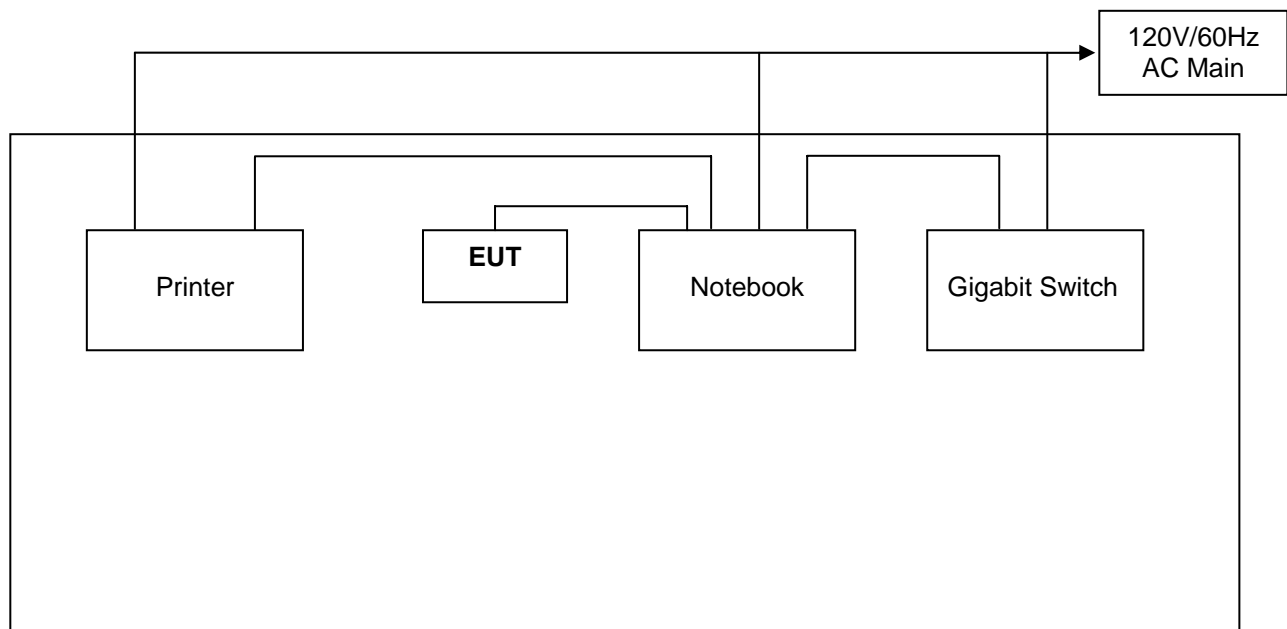 120V/60Hz
AC Main
Printer
EUT
Notebook
Gigabit Switch